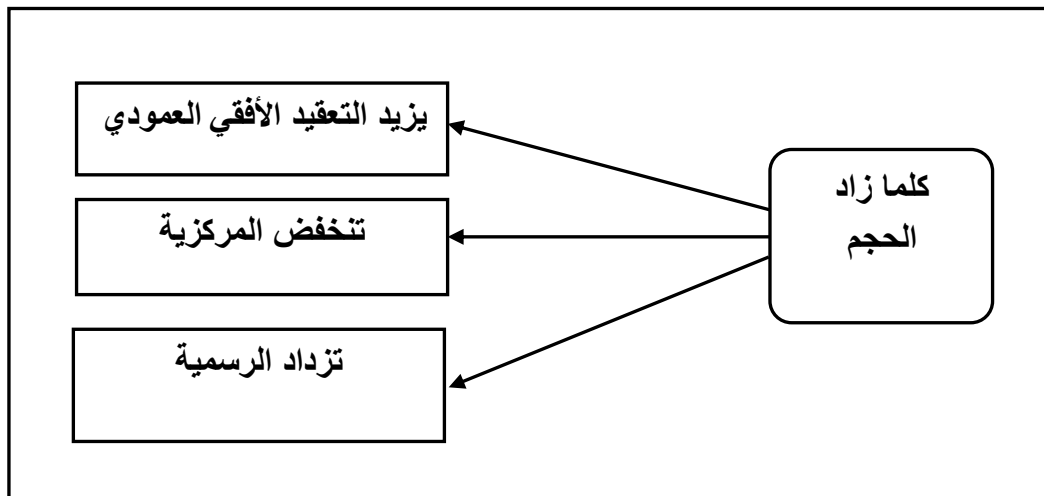 كلما زاد
الحجم
يزيد التعقيد الأفقي العمودي
تنخفض المركزية
تزداد الرسمية